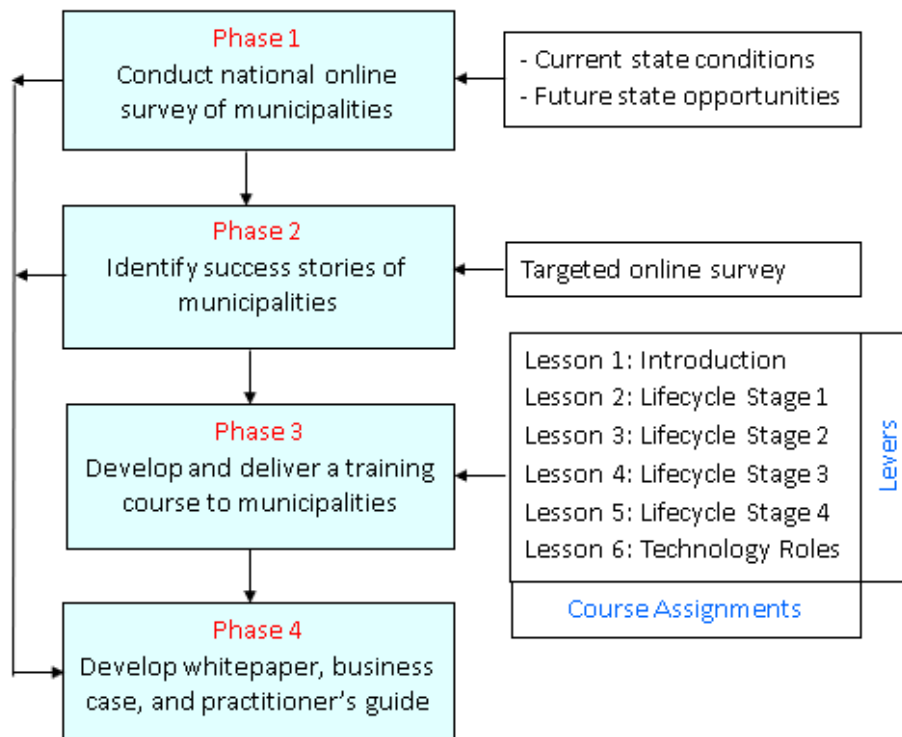 Phase 1
Conduct national online
survey of municipalities
- Current state conditions
- Future state opportunities
Phase 2
Identify success stories of
municipalities
Targeted online survey
Phase 3
Develop and deliver a training
course to municipalities
Lesson 1: Introduction
Lesson 2: Lifecycle Stage 1
Lesson 3: Lifecycle Stage 2
Lesson 4: Lifecycle Stage 3
Lesson 5: Lifecycle Stage 4
Lesson 6: Technology Roles
Levers
Course Assignments
Phase 4
Develop whitepaper, business
case, and practitioner’s guide